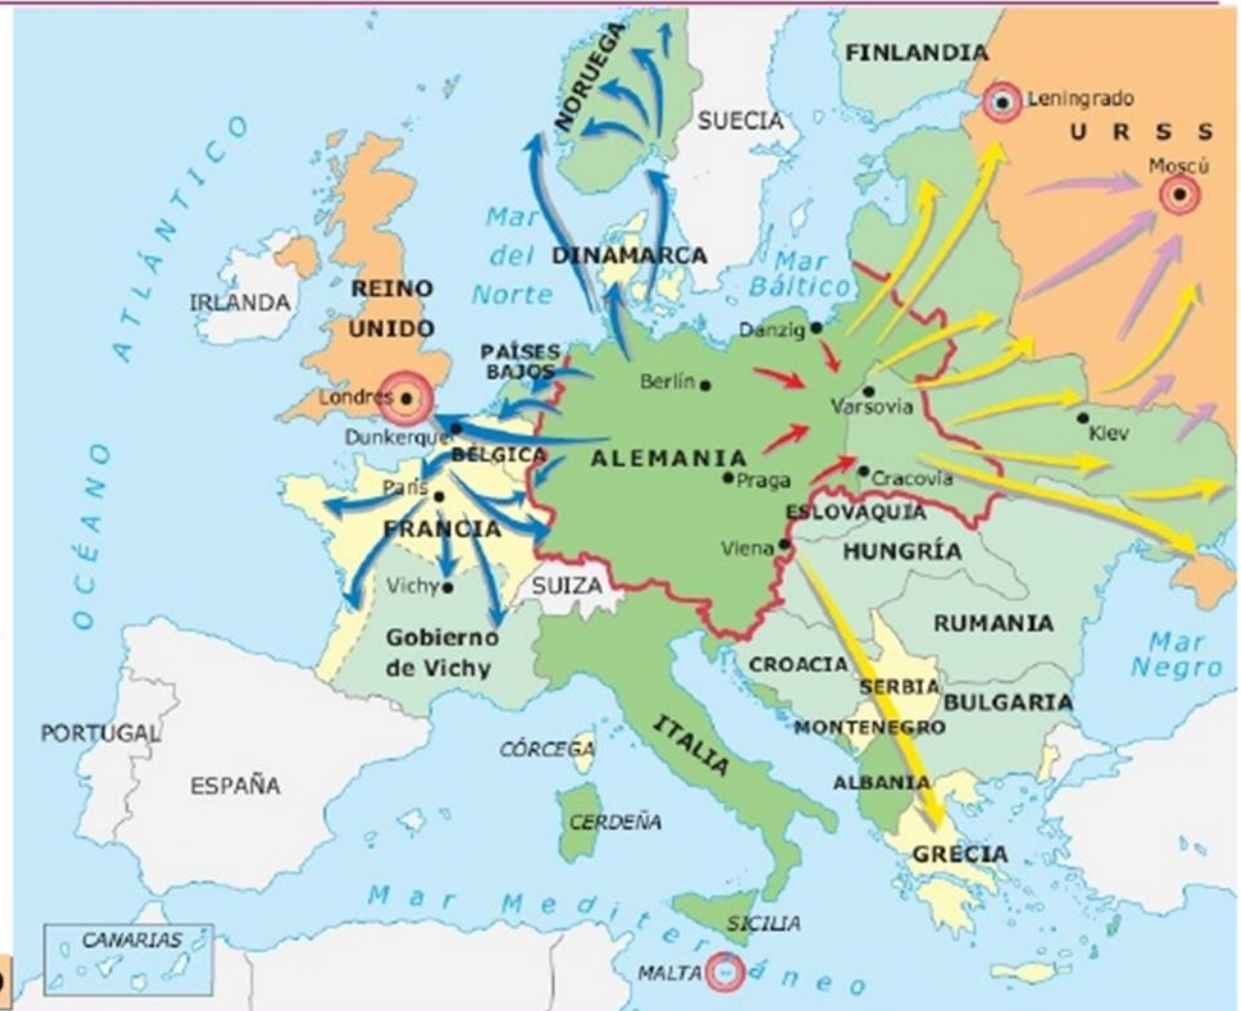 NORUEGA
FINLANDIA
Leningrado
SUECIA
U R S S
Moscú
OCÉANO ATLÁNTICO
Mar
del
Norte
DINAMARCA
Mar
Báltico
IRLANDA
REINO
UNIDO
Danzig
PAÍSES
BAJOS
Berlín
Londres
Varsovia
Dunkerque
Kiev
BÉLGICA
ALEMANIA
París
Praga
Cracovia
FRANCIA
ESLOVAQUIA
Viena
HUNGRÍA
Vichy
SUIZA
RUMANIA
Gobierno
de Vichy
Mar
Negro
CROACIA
SERBIA
BULGARIA
MONTENEGRO
PORTUGAL
ITALIA
CÓRCEGA
ESPAÑA
ALBANIA
CERDEÑA
GRECIA
Mar Mediterráneo
SICILIA
CANARIAS
MALTA